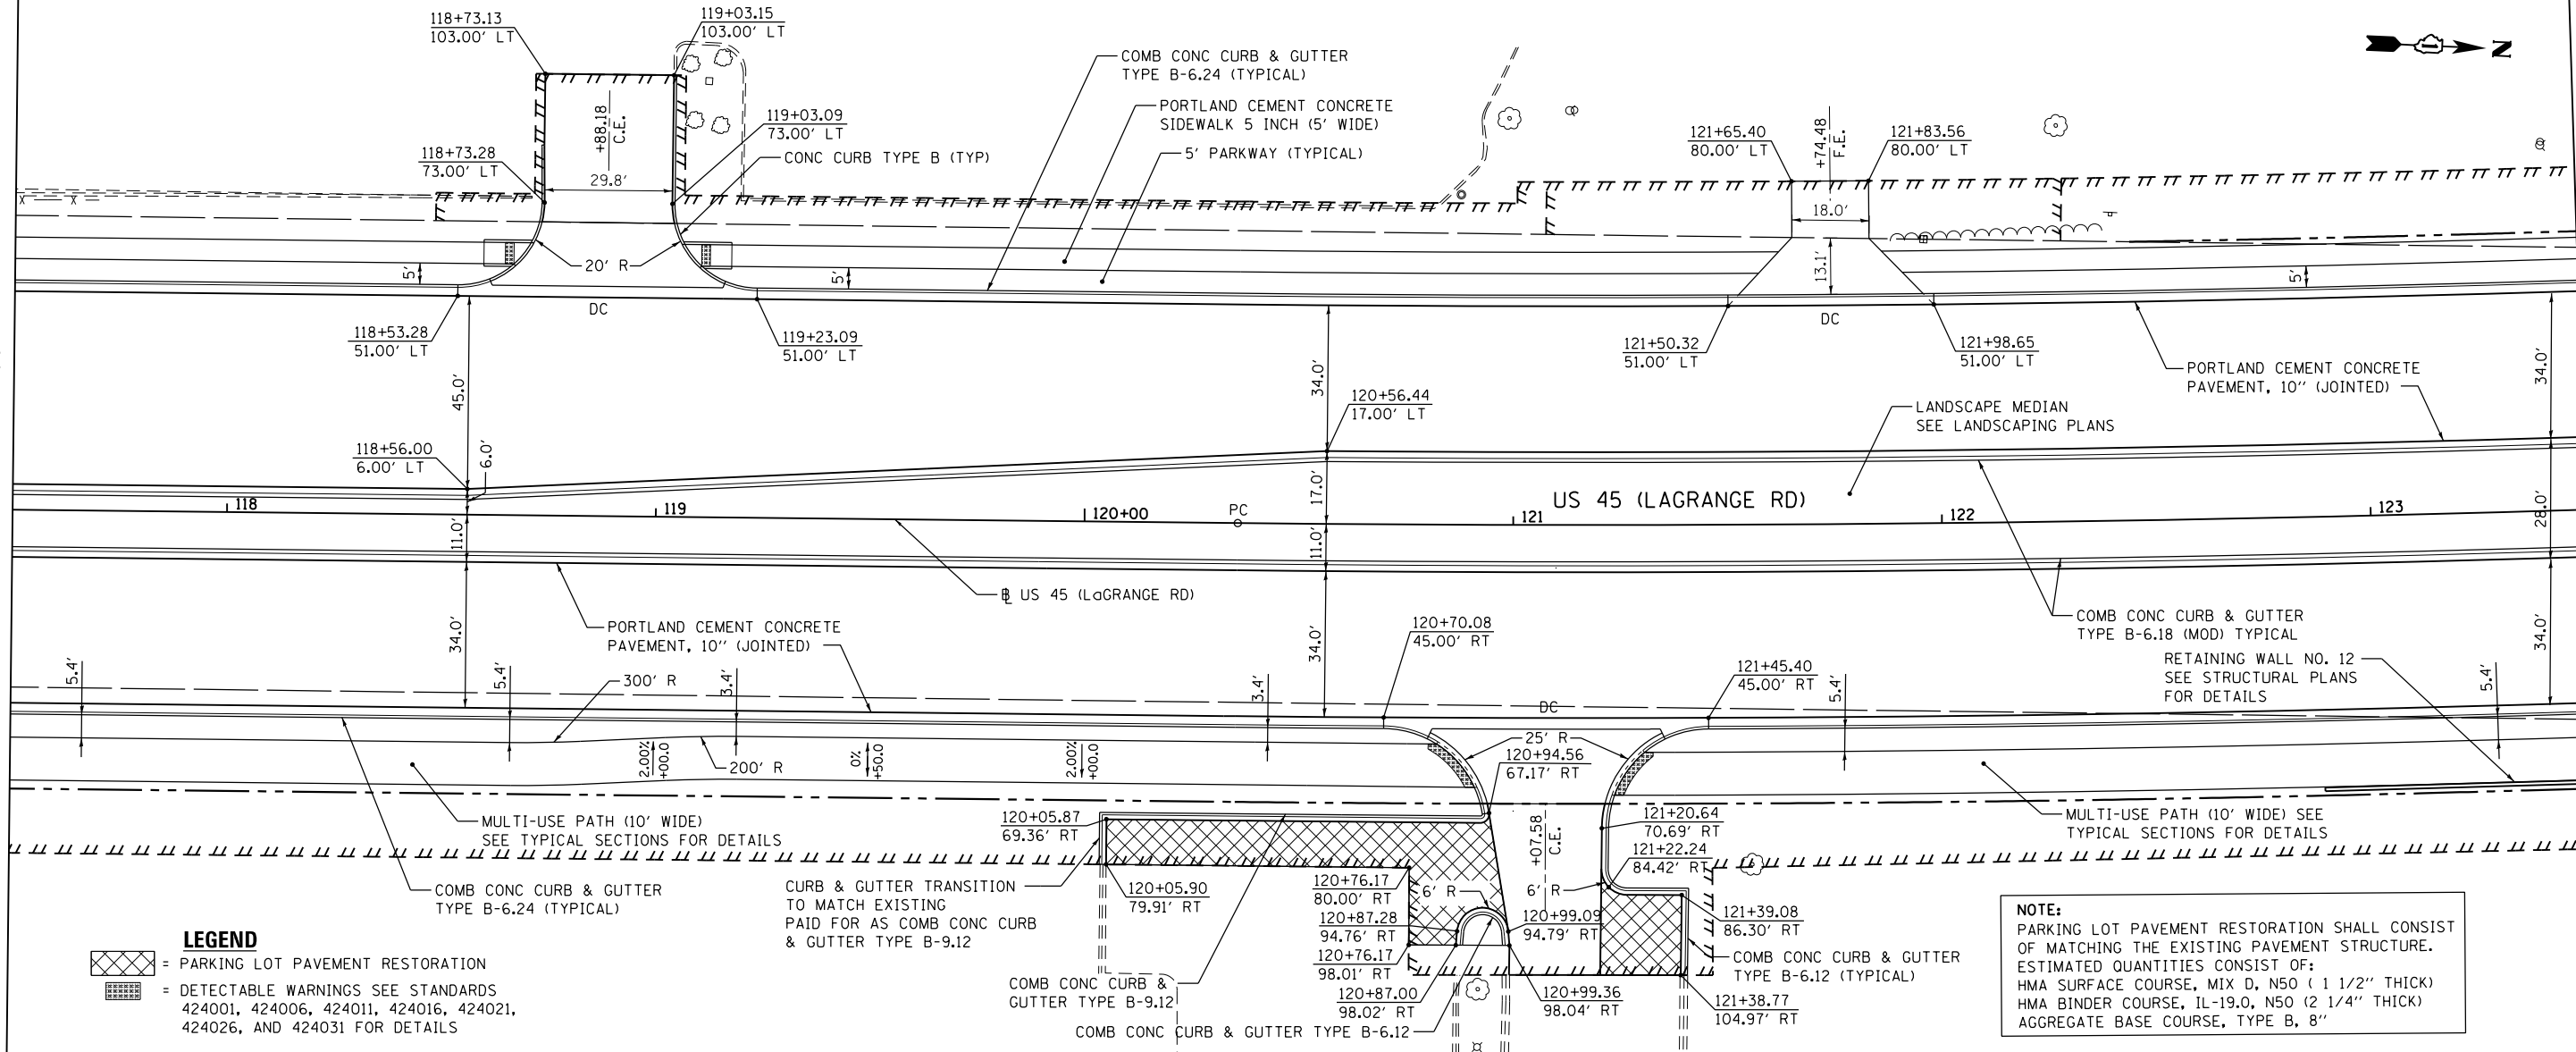 118+73.13
103.00' LT
119+03.15
103.00' LT
COMB CONC CURB & GUTTER
TYPE B-6.24 (TYPICAL)
N
PORTLAND CEMENT CONCRETE
SIDEWALK 5 INCH (5' WIDE)
+88.18
C.E.
119+03.09
73.00' LT
118+73.28
73.00' LT
CONC CURB TYPE B (TYP)
5' PARKWAY (TYPICAL)
29.8'
121+65.40
80.00' LT
+74.48
F.E.
121+83.56
80.00' LT
X
X
18.0'
20' R
5'
5'
13.1'
5'
DC
DC
118+53.28
51.00' LT
119+23.09
51.00' LT
121+50.32
51.00' LT
121+98.65
51.00' LT
45.0'
34.0'
34.0'
PORTLAND CEMENT CONCRETE
PAVEMENT, 10" (JOINTED)
120+56.44
17.00' LT
LANDSCAPE MEDIAN
SEE LANDSCAPING PLANS
118+56.00
6.00' LT
6.0'
17.0'
28.0'
US 45 (LAGRANGE RD)
118
119
120+00
PC
121
122
123
11.0'
11.0'
℄ US 45 (LaGRANGE RD)
PORTLAND CEMENT CONCRETE
PAVEMENT, 10" (JOINTED)
120+70.08
45.00' RT
COMB CONC CURB & GUTTER
TYPE B-6.18 (MOD) TYPICAL
34.0'
34.0'
34.0'
RETAINING WALL NO. 12
SEE STRUCTURAL PLANS
FOR DETAILS
121+45.40
45.00' RT
5.4'
5.4'
300' R
3.4'
3.4'
5.4'
5.4'
DC
25' R
200' R
2.00%
+00.0
0%
+50.0
2.00%
+00.0
120+94.56
67.17' RT
MULTI-USE PATH (10' WIDE)
SEE TYPICAL SECTIONS FOR DETAILS
120+05.87
69.36' RT
+07.58
C.E.
121+20.64
70.69' RT
121+22.24
84.42' RT
MULTI-USE PATH (10' WIDE) SEE
TYPICAL SECTIONS FOR DETAILS
COMB CONC CURB & GUTTER
TYPE B-6.24 (TYPICAL)
CURB & GUTTER TRANSITION
TO MATCH EXISTING
PAID FOR AS COMB CONC CURB
& GUTTER TYPE B-9.12
120+05.90
79.91' RT
120+76.17
80.00' RT
6' R
6' R
120+87.28
94.76' RT
120+99.09
94.79' RT
121+39.08
86.30' RT
120+76.17
98.01' RT
COMB CONC CURB & GUTTER
TYPE B-6.12 (TYPICAL)
COMB CONC CURB &
GUTTER TYPE B-9.12
120+87.00
98.02' RT
120+99.36
98.04' RT
121+38.77
104.97' RT
COMB CONC CURB & GUTTER TYPE B-6.12
LEGEND
= PARKING LOT PAVEMENT RESTORATION
= DETECTABLE WARNINGS SEE STANDARDS
424001, 424006, 424011, 424016, 424021,
424026, AND 424031 FOR DETAILS
NOTE:
PARKING LOT PAVEMENT RESTORATION SHALL CONSIST
OF MATCHING THE EXISTING PAVEMENT STRUCTURE.
ESTIMATED QUANTITIES CONSIST OF:
HMA SURFACE COURSE, MIX D, N50 ( 1 1/2" THICK)
HMA BINDER COURSE, IL-19.0, N50 (2 1/4" THICK)
AGGREGATE BASE COURSE, TYPE B, 8"